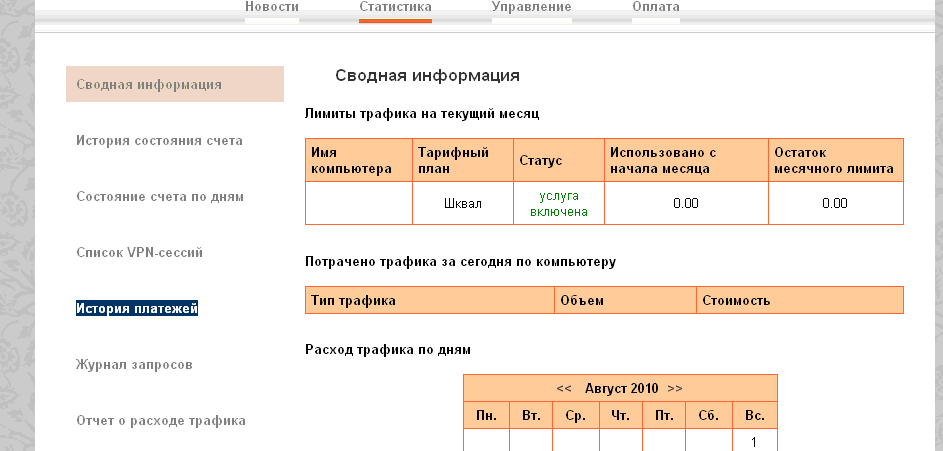 Новости Статистика Управление Оплата
Сводная информация
История состояния счета
Состояние счета по дням
Список VPN-сессий
История платежей
Журнал запросов
Отчет о расходе трафика
Сводная информация
Лимиты трафика на текущий месяц
Имя компьютера Тарифный план Статус Использовано с начала месяца Остаток месячного лимита
Шквал услуга включена 0.00 0.00
Потрачено трафика за сегодня по компьютеру
Тип трафика Объем Стоимость
Расход трафика по дням
<< Август 2010 >>
Пн. Вт. Ср. Чт. Пт. Сб. Вс.
1